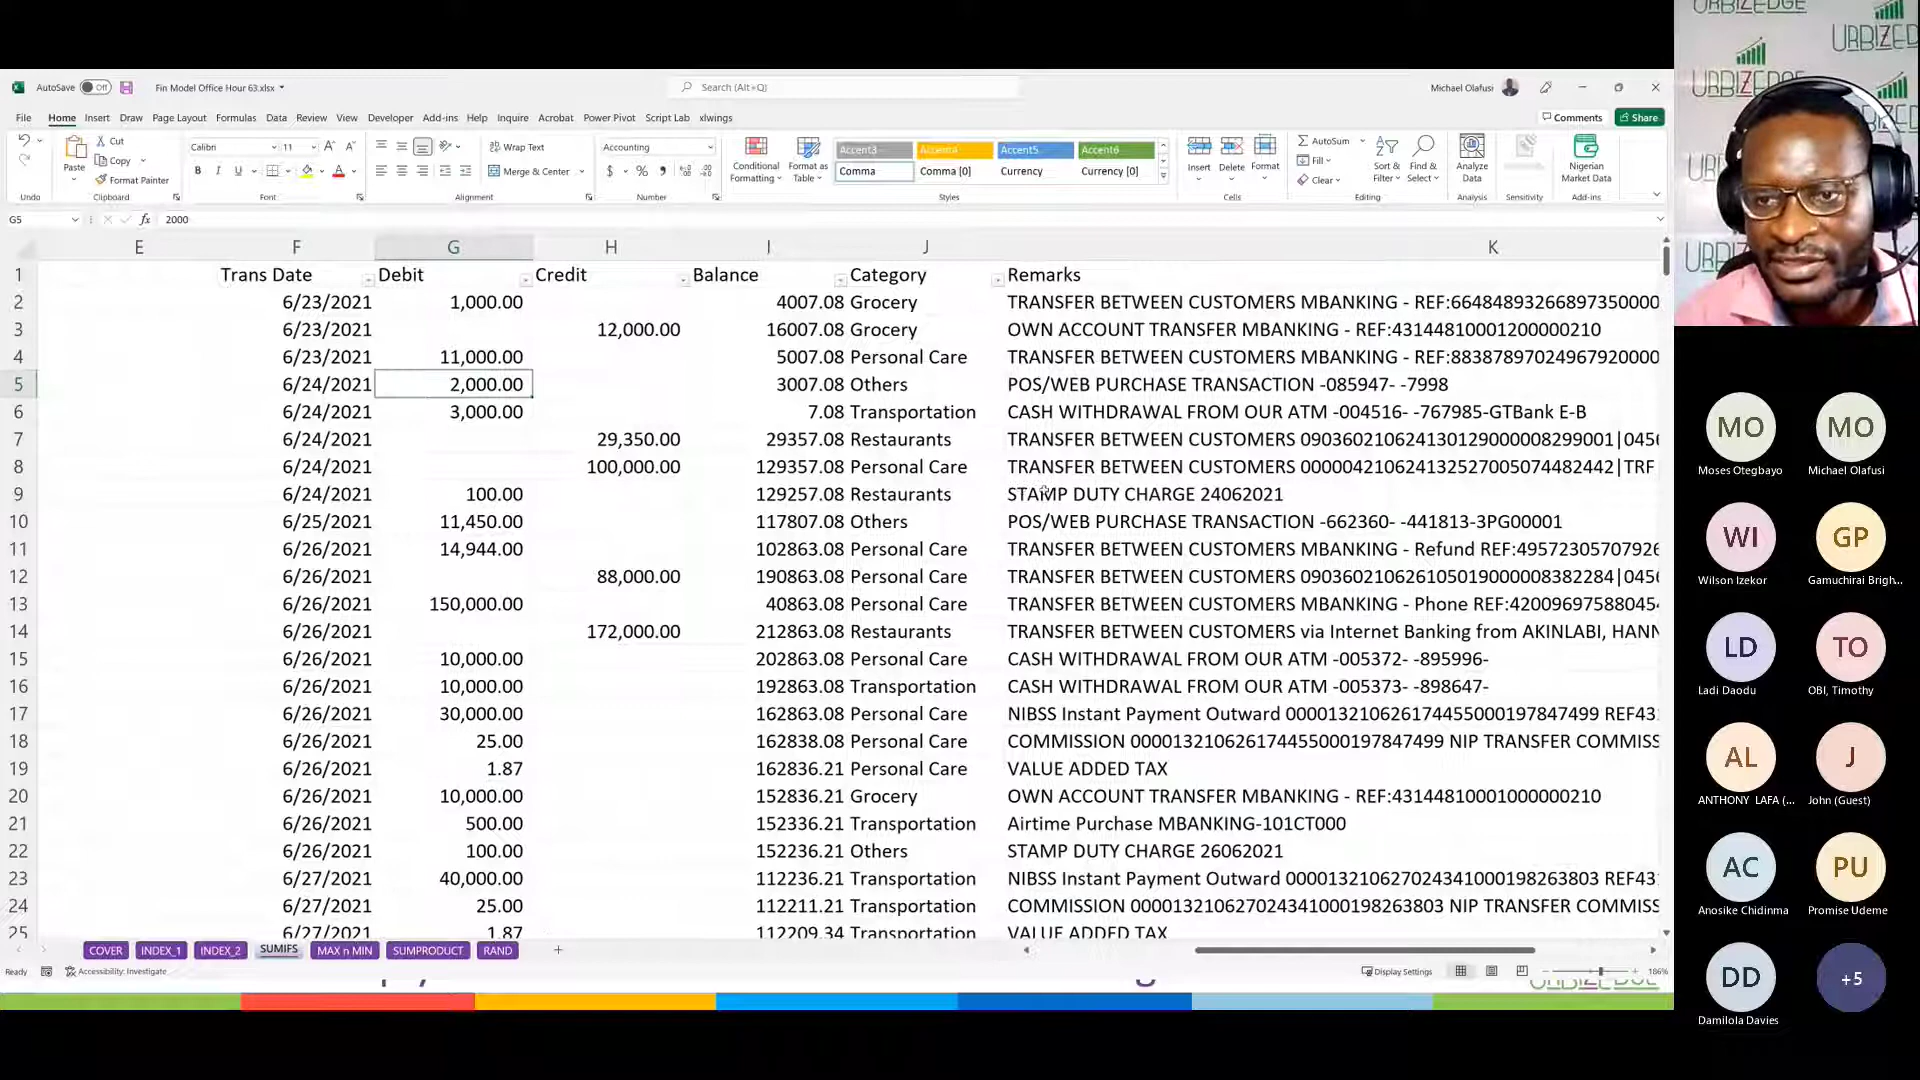 AutoSave Off Fin Model Office Hour 63.xlsx Search (Alt+Q) Michael Olafusi
File Home Insert Draw Page Layout Formulas Data Review View Developer Add-ins Help Inquire Acrobat Power Pivot Script Lab xlwings Comments Share
Cut
Copy
Format Painter
Paste
Calibri 11
B I U
Wrap Text
Merge & Center
Accounting
$ % ,
Conditional Formatting
Format as Table
Accent3 Accent4 Accent5 Accent6
Comma Comma [0] Currency Currency [0]
Insert Delete Format
AutoSum
Fill
Clear
Sort & Filter
Find & Select
Analyze Data
Sensitivity
Nigerian Market Data
Undo Clipboard Font Alignment Number Styles Cells Editing Analysis Sensitivity Add-ins
G5 fx 2000
E F G H I J K
1 Trans Date Debit Credit Balance Category Remarks
2 6/23/2021 1,000.00 4007.08 Grocery TRANSFER BETWEEN CUSTOMERS MBANKING - REF:66484893266897350000
3 6/23/2021 12,000.00 16007.08 Grocery OWN ACCOUNT TRANSFER MBANKING - REF:43144810001200000210
4 6/23/2021 11,000.00 5007.08 Personal Care TRANSFER BETWEEN CUSTOMERS MBANKING - REF:88387897024967920000
5 6/24/2021 2,000.00 3007.08 Others POS/WEB PURCHASE TRANSACTION -085947- -7998
6 6/24/2021 3,000.00 7.08 Transportation CASH WITHDRAWAL FROM OUR ATM -004516- -767985-GTBank E-B
7 6/24/2021 29,350.00 29357.08 Restaurants TRANSFER BETWEEN CUSTOMERS 090360210624130129000008299001|0456
8 6/24/2021 100,000.00 129357.08 Personal Care TRANSFER BETWEEN CUSTOMERS 000004210624132527005074482442|TRF
9 6/24/2021 100.00 129257.08 Restaurants STAMP DUTY CHARGE 24062021
10 6/25/2021 11,450.00 117807.08 Others POS/WEB PURCHASE TRANSACTION -662360- -441813-3PG00001
11 6/26/2021 14,944.00 102863.08 Personal Care TRANSFER BETWEEN CUSTOMERS MBANKING - Refund REF:49572305707926
12 6/26/2021 88,000.00 190863.08 Personal Care TRANSFER BETWEEN CUSTOMERS 090360210626105019000008382284|0456
13 6/26/2021 150,000.00 40863.08 Personal Care TRANSFER BETWEEN CUSTOMERS MBANKING - Phone REF:42009697588045
14 6/26/2021 172,000.00 212863.08 Restaurants TRANSFER BETWEEN CUSTOMERS via Internet Banking from AKINLABI, HANN
15 6/26/2021 10,000.00 202863.08 Personal Care CASH WITHDRAWAL FROM OUR ATM -005372- -895996-
16 6/26/2021 10,000.00 192863.08 Transportation CASH WITHDRAWAL FROM OUR ATM -005373- -898647-
17 6/26/2021 30,000.00 162863.08 Personal Care NIBSS Instant Payment Outward 000013210626174455000197847499 REF43
18 6/26/2021 25.00 162838.08 Personal Care COMMISSION 000013210626174455000197847499 NIP TRANSFER COMMISS
19 6/26/2021 1.87 162836.21 Personal Care VALUE ADDED TAX
20 6/26/2021 10,000.00 152836.21 Grocery OWN ACCOUNT TRANSFER MBANKING - REF:43144810001000000210
21 6/26/2021 500.00 152336.21 Transportation Airtime Purchase MBANKING-101CT000
22 6/26/2021 100.00 152236.21 Others STAMP DUTY CHARGE 26062021
23 6/27/2021 40,000.00 112236.21 Transportation NIBSS Instant Payment Outward 000013210627024341000198263803 REF43
24 6/27/2021 25.00 112211.21 Transportation COMMISSION 000013210627024341000198263803 NIP TRANSFER COMMISS
25 6/27/2021 1.87 112209.34 Transportation VALUE ADDED TAX
COVER INDEX_1 INDEX_2 SUMIFS MAX n MIN SUMPRODUCT RAND
Ready Accessibility: Investigate Display Settings 186%
URBIZEDGE
MO MO
Moses Otegbayo Michael Olafusi
WI GP
Wilson Izekor Gamuchirai Brigh...
LD TO
Ladi Daodu OBI, Timothy
AL J
ANTHONY LAFA (... John (Guest)
AC PU
Anosike Chidinma Promise Udeme
DD +5
Damilola Davies